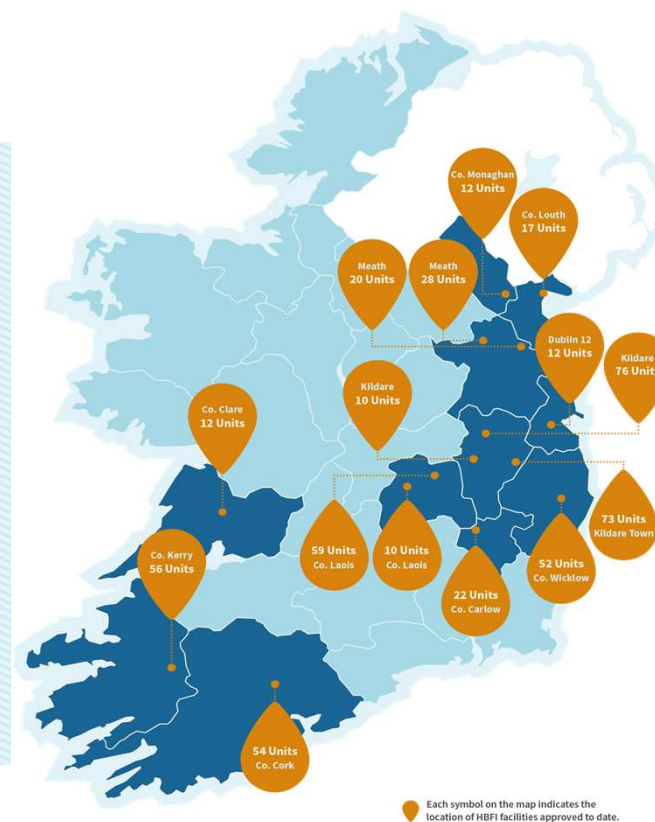 Co. Monaghan
12 Units
Co. Louth
17 Units
Meath
20 Units
Meath
28 Units
Dublin 12
12 Units
Kildare
76 Unit
Kildare
10 Units
Co. Clare
12 Units
59 Units
Co. Laois
10 Units
Co. Laois
73 Units
Kildare Town
52 Units
Co. Wicklow
22 Units
Co. Carlow
Co. Kerry
56 Units
54 Units
Co. Cork
Each symbol on the map indicates the
location of HBFI facilities approved to date.